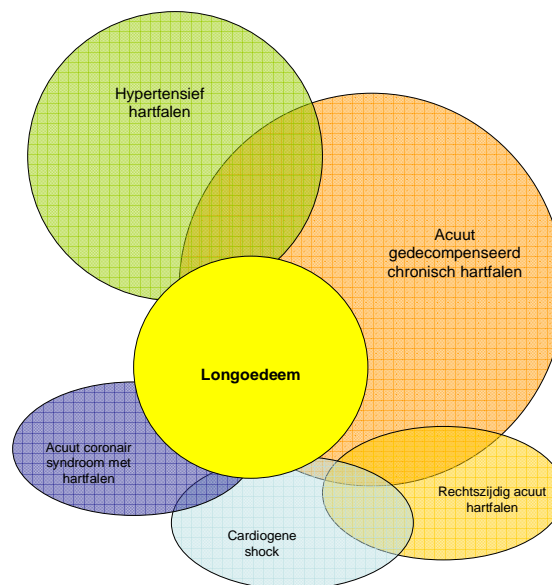 Hypertensief
hartfalen
Acuut
gedecompenseerd
chronisch hartfalen
Longoedeem
Acuut coronair
syndroom met
hartfalen
Rechtszijdig acuut
hartfalen
Cardiogene
shock